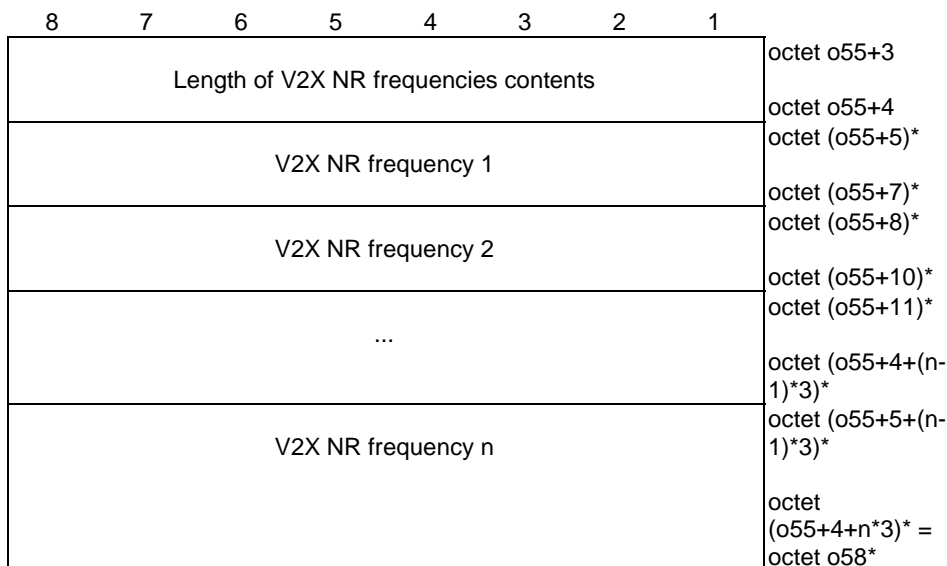 8 7 6 5 4 3 2 1
Length of V2X NR frequencies contents
octet o55+3
octet o55+4
V2X NR frequency 1
octet (o55+5)*
octet (o55+7)*
V2X NR frequency 2
octet (o55+8)*
octet (o55+10)*
...
octet (o55+11)*
octet (o55+4+(n-
1)*3)*
V2X NR frequency n
octet (o55+5+(n-
1)*3)*
octet
(o55+4+n*3)* =
octet o58*